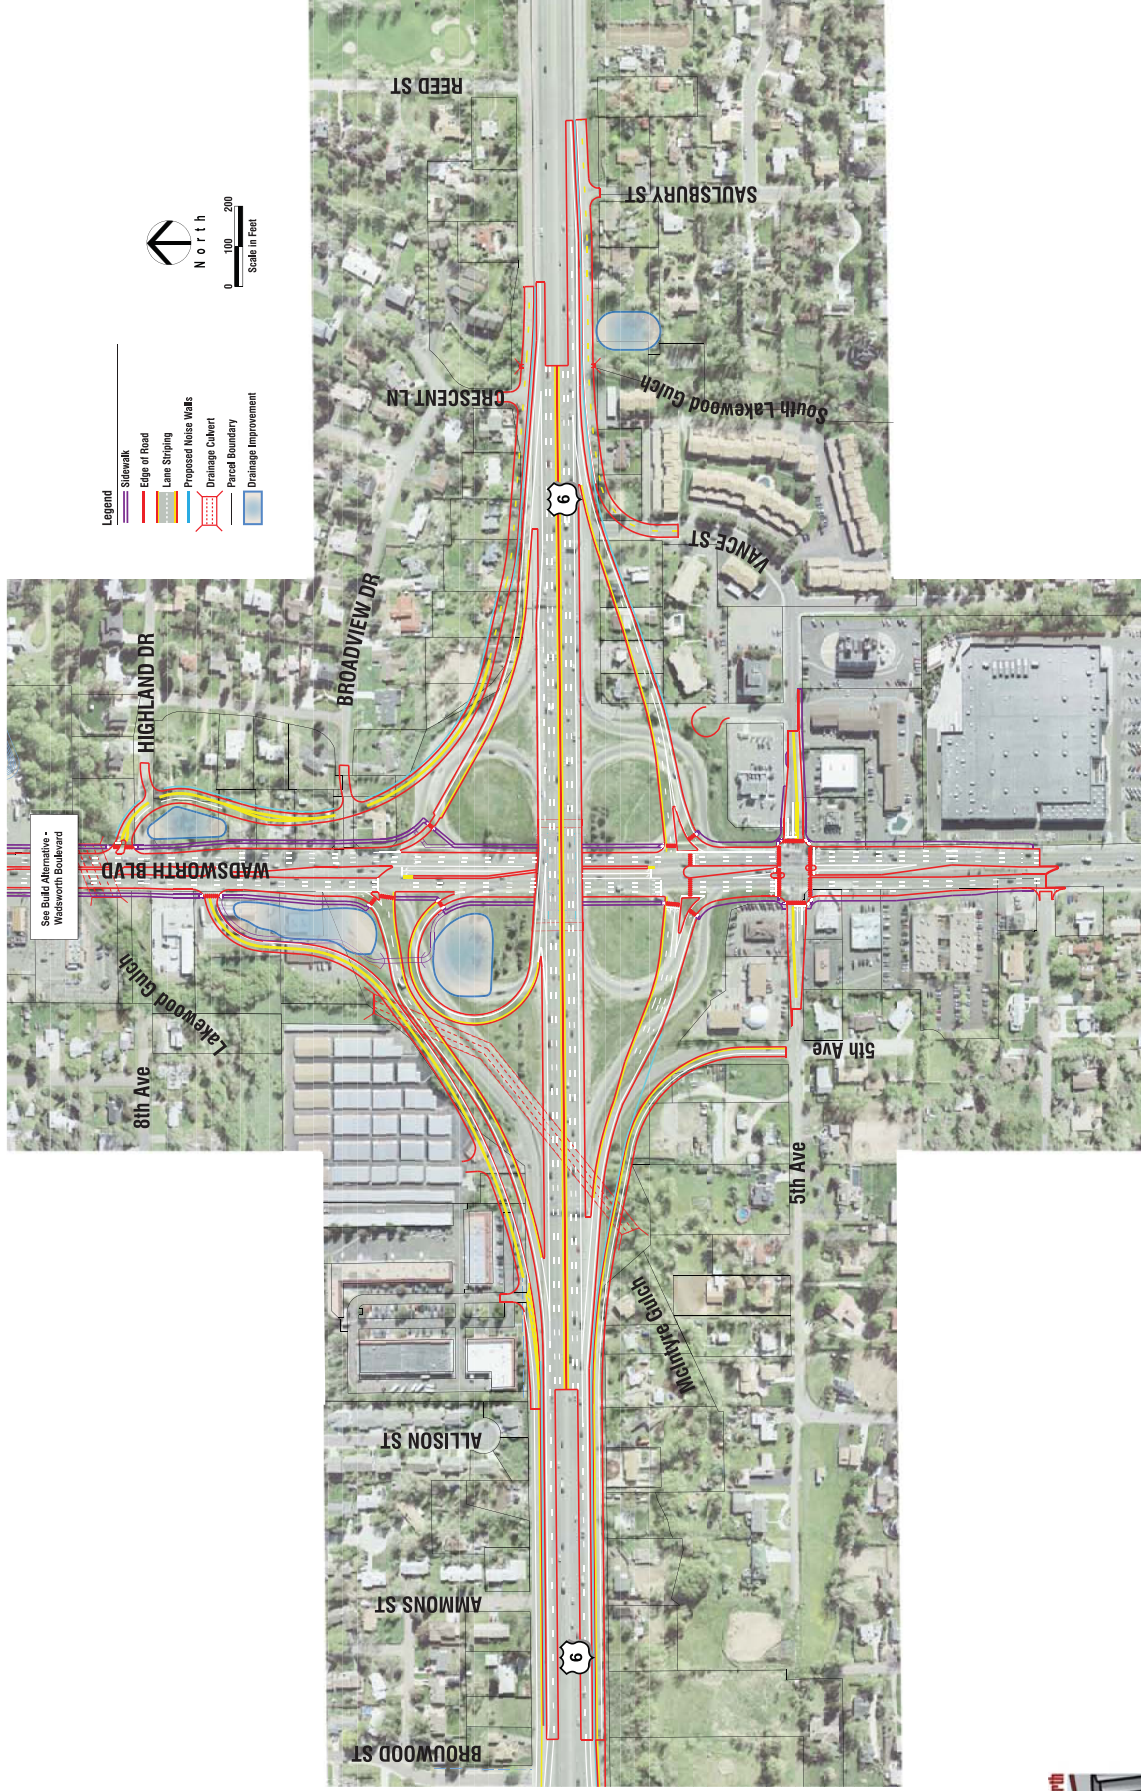 Legend
Sidewalk
Edge of Road
Lane Striping
Proposed Noise Walls
Drainage Culvert
Parcel Boundary
Drainage Improvement
North
0 100 200
Scale in Feet
See Build Alternative -
Wadsworth Boulevard
REED ST
SAULSBURY ST
CRESCENT LN
South Lakewood Gulch
6
VANCE ST
BROADVIEW DR
HIGHLAND DR
WADSWORTH BLVD
Lakewood Gulch
8th Ave
5th Ave
5th Ave
McIntyre Gulch
ALLISON ST
AMMONS ST
6
BROUWOOD ST
rth